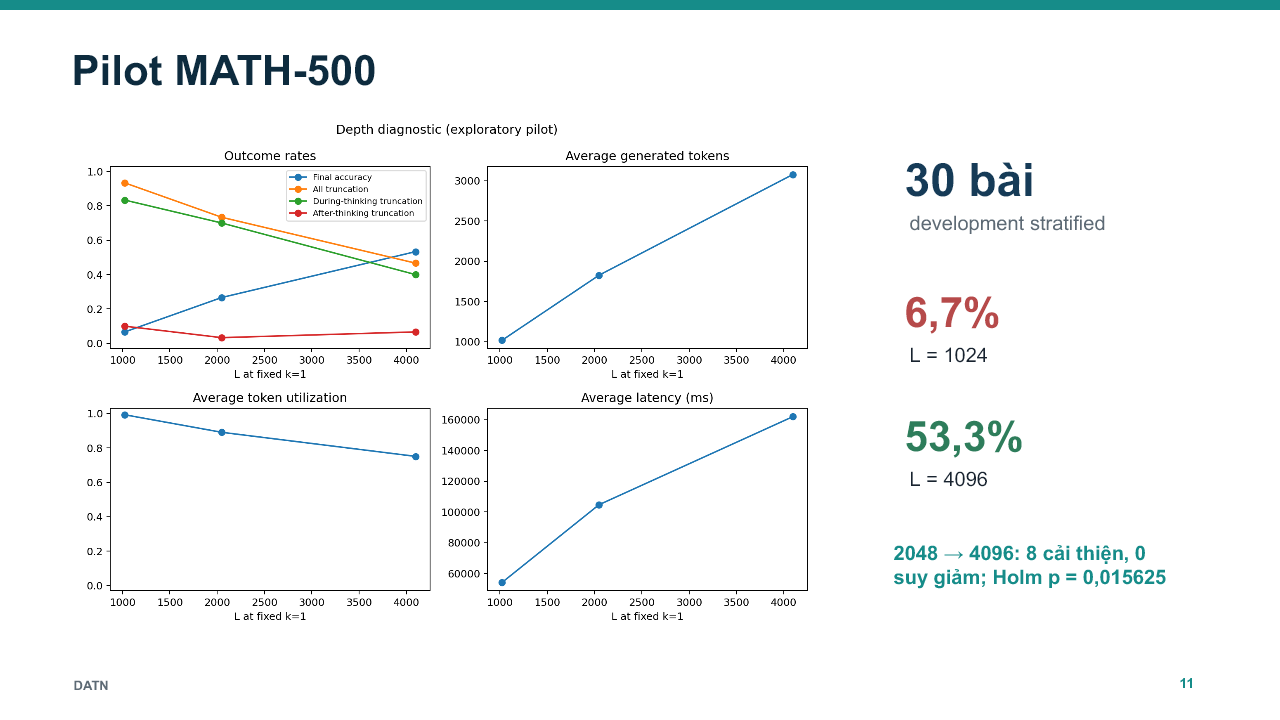 Pilot MATH-500
Depth diagnostic (exploratory pilot)
Outcome rates
1.0
0.8
0.6
0.4
0.2
0.0
Final accuracy
All truncation
During-thinking truncation
After-thinking truncation
1000 1500 2000 2500 3000 3500 4000
L at fixed k=1
Average generated tokens
3000
2500
2000
1500
1000
1000 1500 2000 2500 3000 3500 4000
L at fixed k=1
Average token utilization
1.0
0.8
0.6
0.4
0.2
0.0
1000 1500 2000 2500 3000 3500 4000
L at fixed k=1
Average latency (ms)
160000
140000
120000
100000
80000
60000
1000 1500 2000 2500 3000 3500 4000
L at fixed k=1
30 bài
development stratified
6,7%
L = 1024
53,3%
L = 4096
2048 → 4096: 8 cải thiện, 0
suy giảm; Holm p = 0,015625
DATN
11